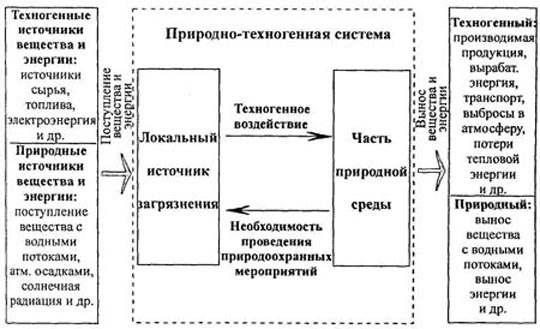 Техногенные
источники
вещества и
энергии:
источники
сырья,
топлива,
электроэнергия
и др.
Природные
источники
вещества и
энергии:
поступление
вещества с
водными
потоками,
атм. осадками,
солнечная
радиация и др.
Поступление
вещества и
энергии
Природно-техногенная система
Локальный
источник
загрязнения
Техногенное
воздействие
Необходимость
проведения
природоохранных
мероприятий
Часть
природной
среды
Вынос
вещества и
энергии
Техногенный:
производимая
продукция,
вырабат.
энергия,
транспорт,
выбросы в
атмосферу,
потери
тепловой
энергии
и др.
Природный:
вынос
вещества
с водными
потоками,
вынос
энергии
и др.